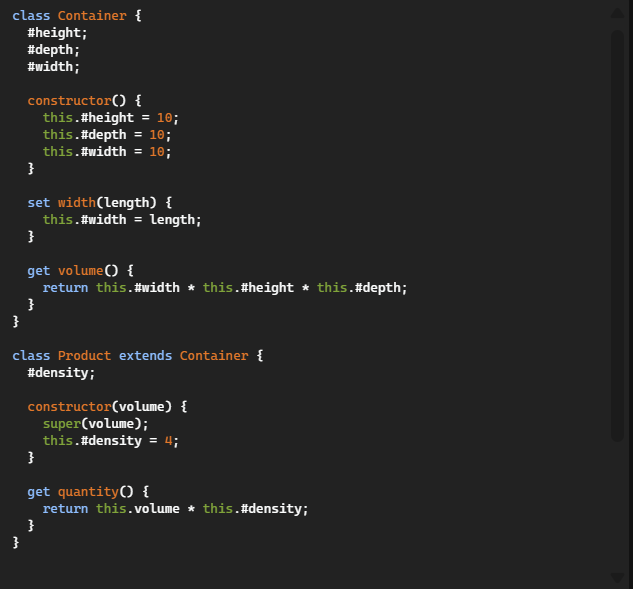 class Container {
  #height;
  #depth;
  #width;

  constructor() {
    this.#height = 10;
    this.#depth = 10;
    this.#width = 10;
  }

  set width(length) {
    this.#width = length;
  }

  get volume() {
    return this.#width * this.#height * this.#depth;
  }
}

class Product extends Container {
  #density;

  constructor(volume) {
    super(volume);
    this.#density = 4;
  }

  get quantity() {
    return this.volume * this.#density;
  }
}